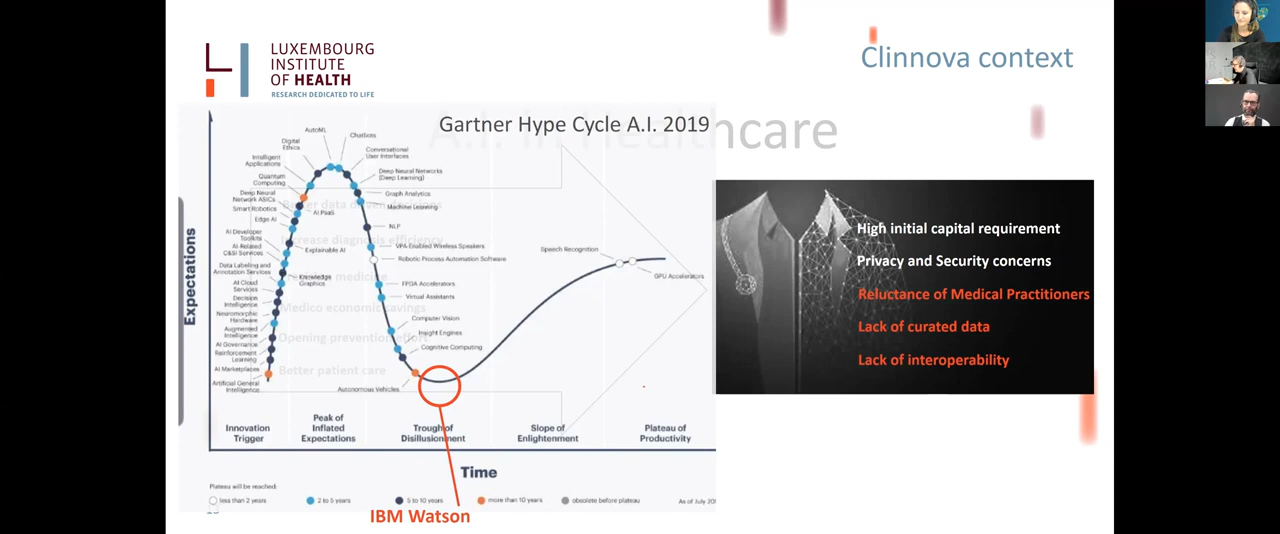 LUXEMBOURG
INSTITUTE
OF HEALTH
RESEARCH DEDICATED TO LIFE
Clinnova context
A.I. in Healthcare
Gartner Hype Cycle A.I. 2019
Expectations
AutoML
Chatbots
Digital
Ethics
Conversational
User Interfaces
Intelligent
Applications
Deep Neural Networks
(Deep Learning)
Quantum
Computing
Graph Analytics
Deep Neural
Network ASICs
Machine Learning
Smart Robotics
AI PaaS
Edge AI
NLP
AI Developer
Toolkits
VPA-Enabled Wireless Speakers
AI-Related
C&SI Services
Explainable AI
Robotic Process Automation Software
Data Labeling and
Annotation Services
Knowledge
Graphics
FPGA Accelerators
AI Cloud
Services
Virtual Assistants
Decision
Intelligence
Neuromorphic
Hardware
Computer Vision
Augmented
Intelligence
Insight Engines
AI Governance
Cognitive Computing
Reinforcement
Learning
AI Marketplaces
Autonomous Vehicles
Artificial General
Intelligence
Speech Recognition
GPU Accelerators
increase diagnosis efficiency
medicine
Medico economic savings
Opening prevention effort
Better patient care
Innovation
Trigger
Peak of
Inflated
Expectations
Trough of
Disillusionment
Slope of
Enlightenment
Plateau of
Productivity
Time
Plateau will be reached:
less than 2 years
2 to 5 years
5 to 10 years
more than 10 years
obsolete before plateau
As of July
IBM Watson
High initial capital requirement
Privacy and Security concerns
Reluctance of Medical Practitioners
Lack of curated data
Lack of interoperability